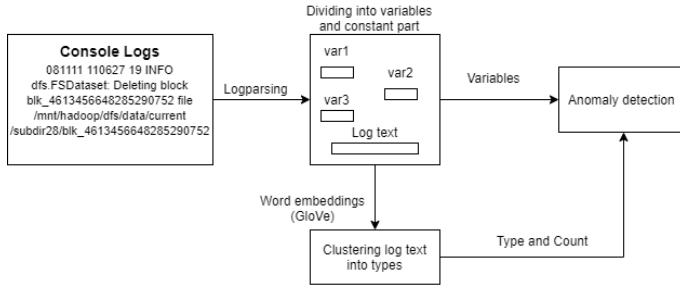 Dividing into variables
and constant part
Console Logs
081111 110627 19 INFO
dfs.FSDataset: Deleting block
blk_4613456648285290752 file
/mnt/hadoop/dfs/data/current
/subdir28/blk_4613456648285290752
Logparsing
var1
var2
var3
Log text
Variables
Anomaly detection
Word embeddings
(GloVe)
Clustering log text
into types
Type and Count